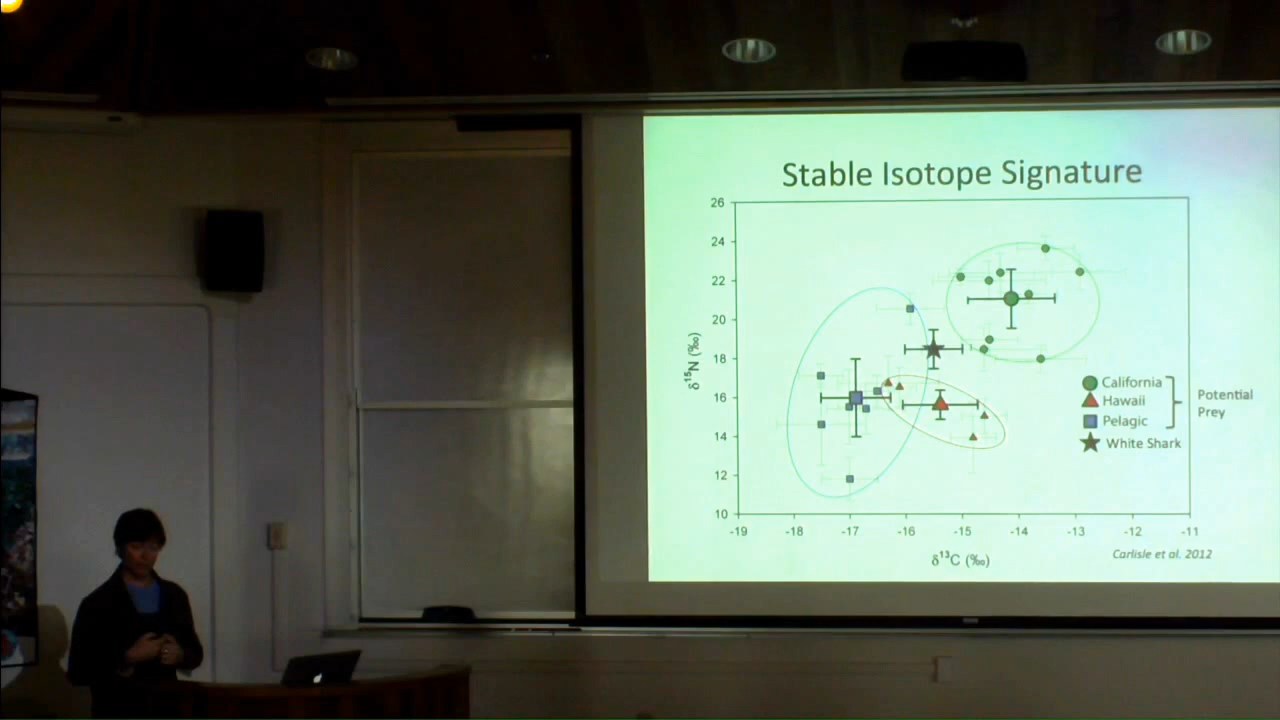 Stable Isotope Signature
26
24
22
20
18
16
14
12
10
δ15N (‰)
-19 -18 -17 -16 -15 -14 -13 -12 -11
δ13C (‰)
California
Hawaii
Pelagic
White Shark
Potential
Prey
Carlisle et al. 2012